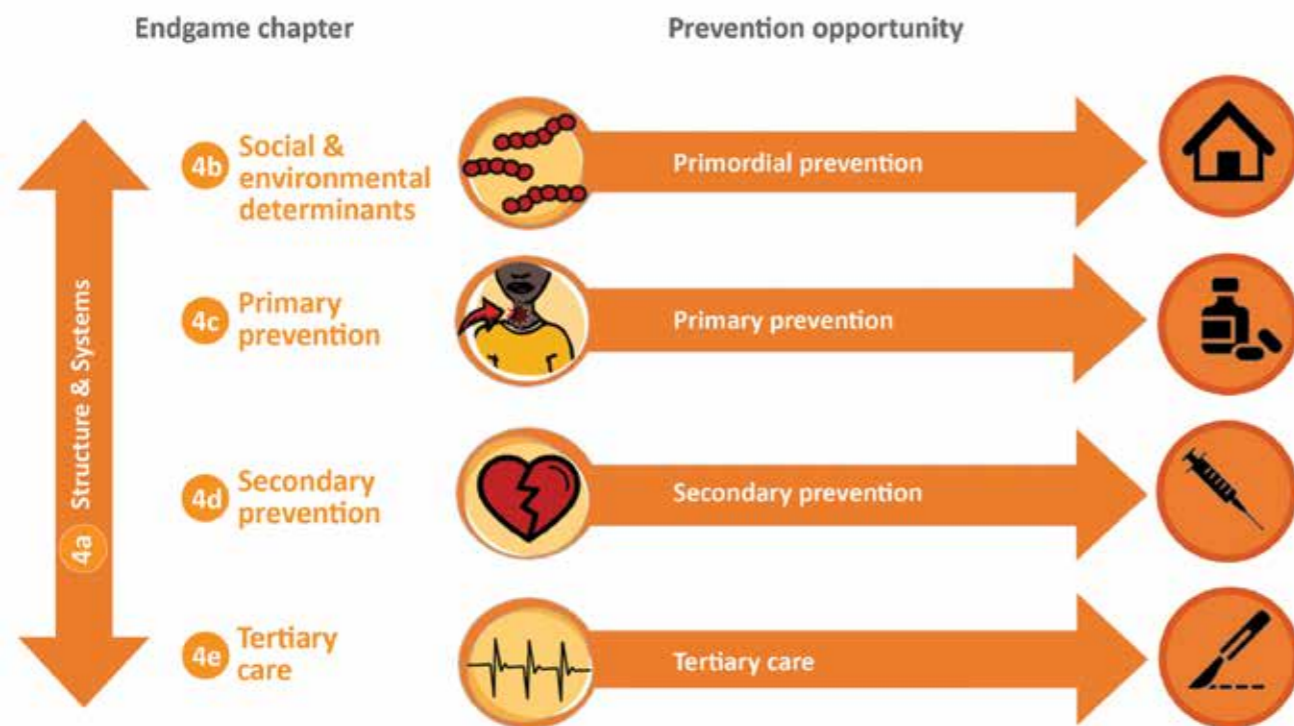 Endgame chapter
Prevention opportunity
4a Structure & Systems
4b Social &
environmental
determinants
Primordial prevention
4c Primary
prevention
Primary prevention
4d Secondary
prevention
Secondary prevention
4e Tertiary
care
Tertiary care